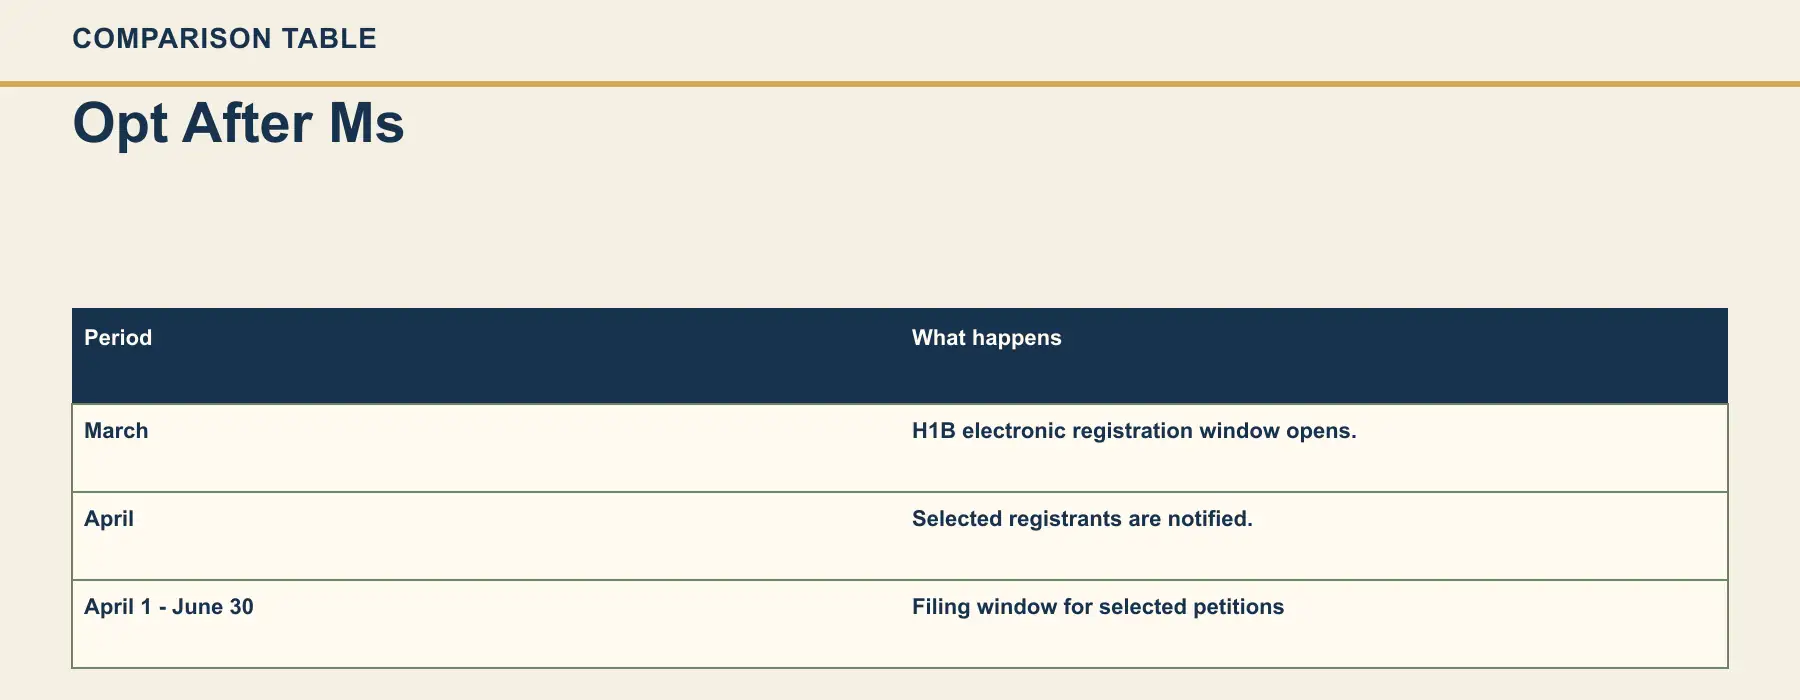 COMPARISON TABLE
Opt After Ms
Period What happens
March H1B electronic registration window opens.
April Selected registrants are notified.
April 1 - June 30 Filing window for selected petitions